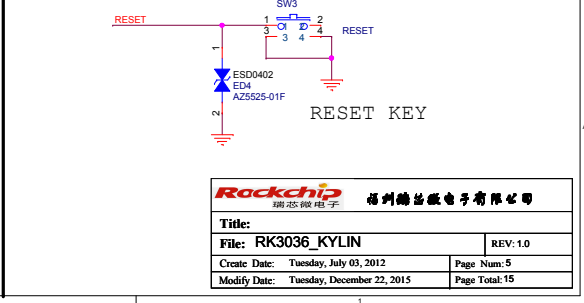 SW3
RESET
1
2
3
4
3 4
RESET
1
ESD0402
ED4
AZ5525-01F
2
RESET KEY
Rockchip
瑞芯微电子
福州瑞芯微电子有限公司
Title:
File: RK3036_KYLIN
REV: 1.0
Create Date: Tuesday, July 03, 2012
Page Num: 5
Modify Date: Tuesday, December 22, 2015
Page Total: 15
1